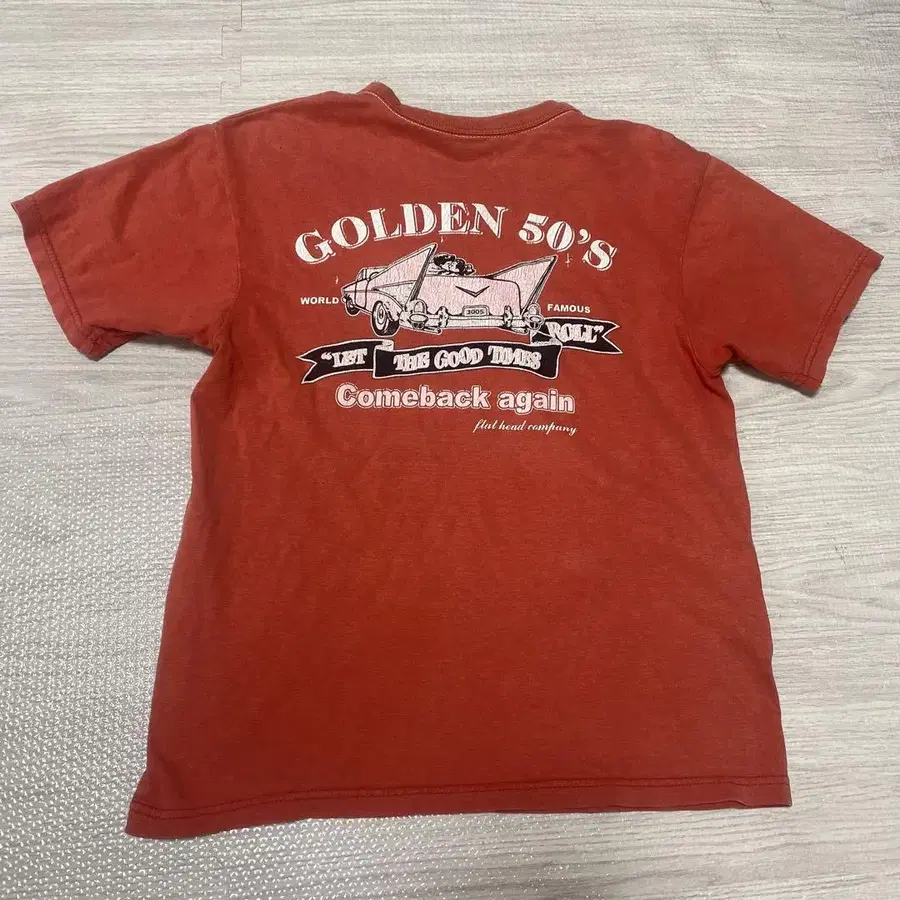 GOLDEN 50'S
WORLD FAMOUS
3005
"LET THE GOOD TIMES ROLL"
Comeback again
flat head company